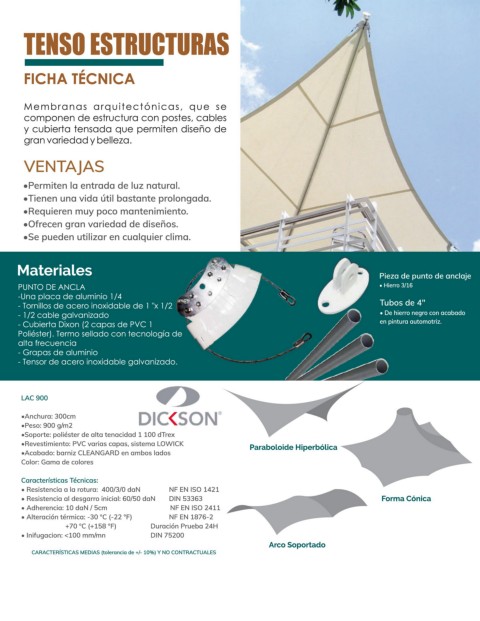 TENSO ESTRUCTURAS
FICHA TÉCNICA
Membranas arquitectónicas, que se
componen de estructura con postes, cables
y cubierta tensada que permiten diseño de
gran variedad y belleza.
VENTAJAS
•Permiten la entrada de luz natural.
•Tienen una vida útil bastante prolongada.
•Requieren muy poco mantenimiento.
•Ofrecen gran variedad de diseños.
•Se pueden utilizar en cualquier clima.
Materiales
PUNTO DE ANCLA
-Una placa de aluminio 1/4
- Tornillos de acero inoxidable de 1 "x 1/2
- 1/2 cable galvanizado
- Cubierta Dixon (2 capas de PVC 1
Poliéster). Termo sellado con tecnología de
alta frecuencia
- Grapas de aluminio
- Tensor de acero inoxidable galvanizado.
Pieza de punto de anclaje
• Hierro 3/16
Tubos de 4"
• De hierro negro con acabado
en pintura automotriz.
LAC 900
•Anchura: 300cm
•Peso: 900 g/m2
•Soporte: poliéster de alta tenacidad 1 100 dTrex
•Revestimiento: PVC varias capas, sistema LOWICK
•Acabado: barniz CLEANGARD en ambos lados
Color: Gama de colores
DICKSON
Características Técnicas:
• Resistencia a la rotura: 400/3/0 daN NF EN ISO 1421
• Resistencia al desgarro inicial: 60/50 daN DIN 53363
• Adherencia: 10 daN / 5cm NF EN ISO 2411
• Alteración térmica: -30 °C (-22 °F) NF EN 1876-2
+70 °C (+158 °F) Duración Prueba 24H
• Inifugacion: <100 mm/mn DIN 75200
CARACTERÍSTICAS MEDIAS (tolerancia de +/- 10%) Y NO CONTRACTUALES
Paraboloide Hiperbólica
Forma Cónica
Arco Soportado